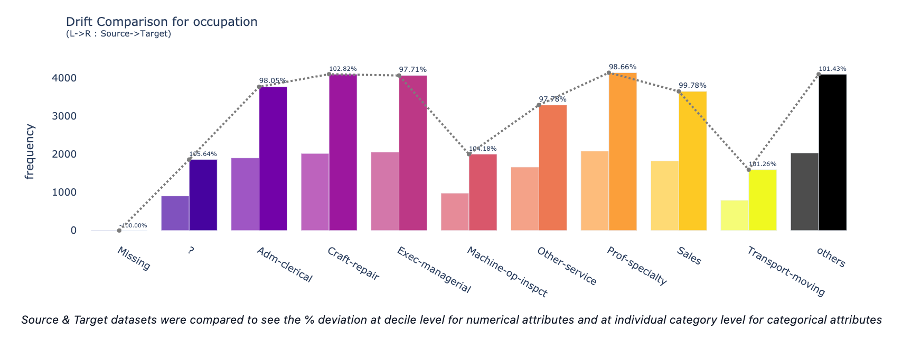 Drift Comparison for occupation
(L->R : Source->Target)
frequency
4000
3000
2000
1000
0
-100.00%
105.64%
98.05%
102.82%
97.71%
104.18%
97.78%
98.66%
99.78%
101.26%
101.43%
Missing
?
Adm-clerical
Craft-repair
Exec-managerial
Machine-op-inspct
Other-service
Prof-specialty
Sales
Transport-moving
others
Source & Target datasets were compared to see the % deviation at decile level for numerical attributes and at individual category level for categorical attributes